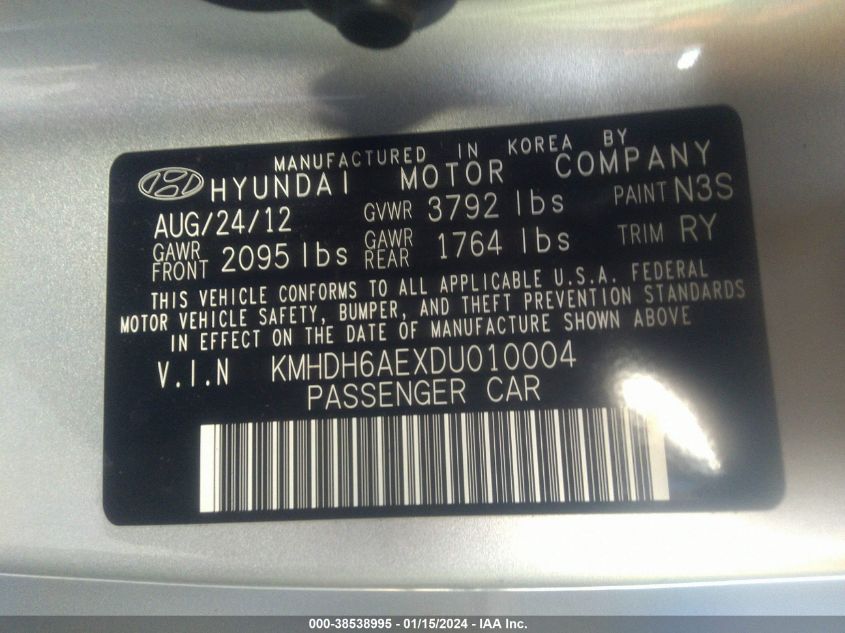 MANUFACTURED IN KOREA BY
HYUNDAI MOTOR COMPANY
AUG/24/12 GVWR 3792 lbs PAINT N3S
GAWR FRONT 2095 lbs GAWR REAR 1764 lbs TRIM RY
THIS VEHICLE CONFORMS TO ALL APPLICABLE U.S.A. FEDERAL
MOTOR VEHICLE SAFETY, BUMPER, AND THEFT PREVENTION STANDARDS
IN EFFECT ON THE DATE OF MANUFACTURE SHOWN ABOVE
V.I.N KMHDH6AEXDU010004
PASSENGER CAR
000-38538995 - 01/15/2024 - IAA Inc.